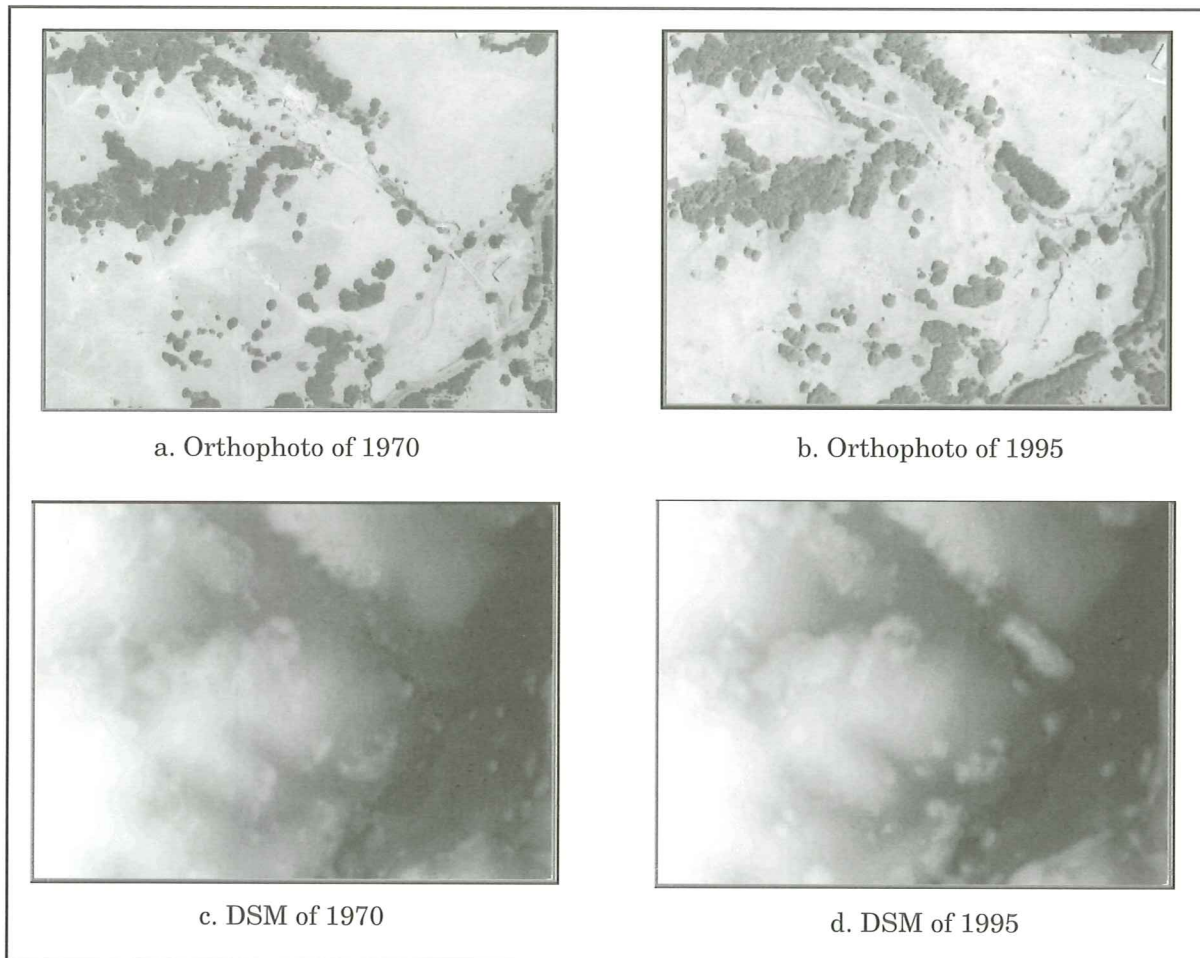 a. Orthophoto of 1970
b. Orthophoto of 1995
c. DSM of 1970
d. DSM of 1995